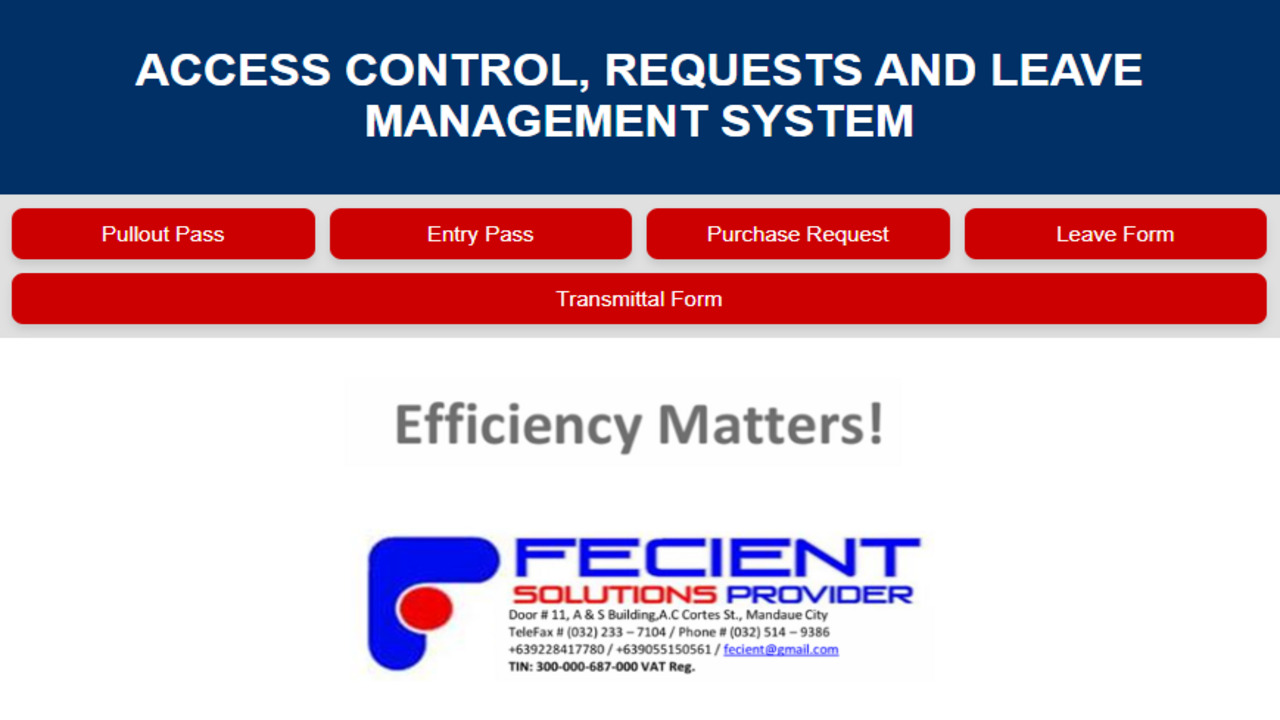 ACCESS CONTROL, REQUESTS AND LEAVE
MANAGEMENT SYSTEM
Pullout Pass
Entry Pass
Purchase Request
Leave Form
Transmittal Form
Efficiency Matters!
FECIENT
SOLUTIONS PROVIDER
Door # 11, A & S Building,A.C Cortes St., Mandaue City
TeleFax # (032) 233 – 7104 / Phone # (032) 514 – 9386
+639228417780 / +639055150561 / fecient@gmail.com
TIN: 300-000-687-000 VAT Reg.